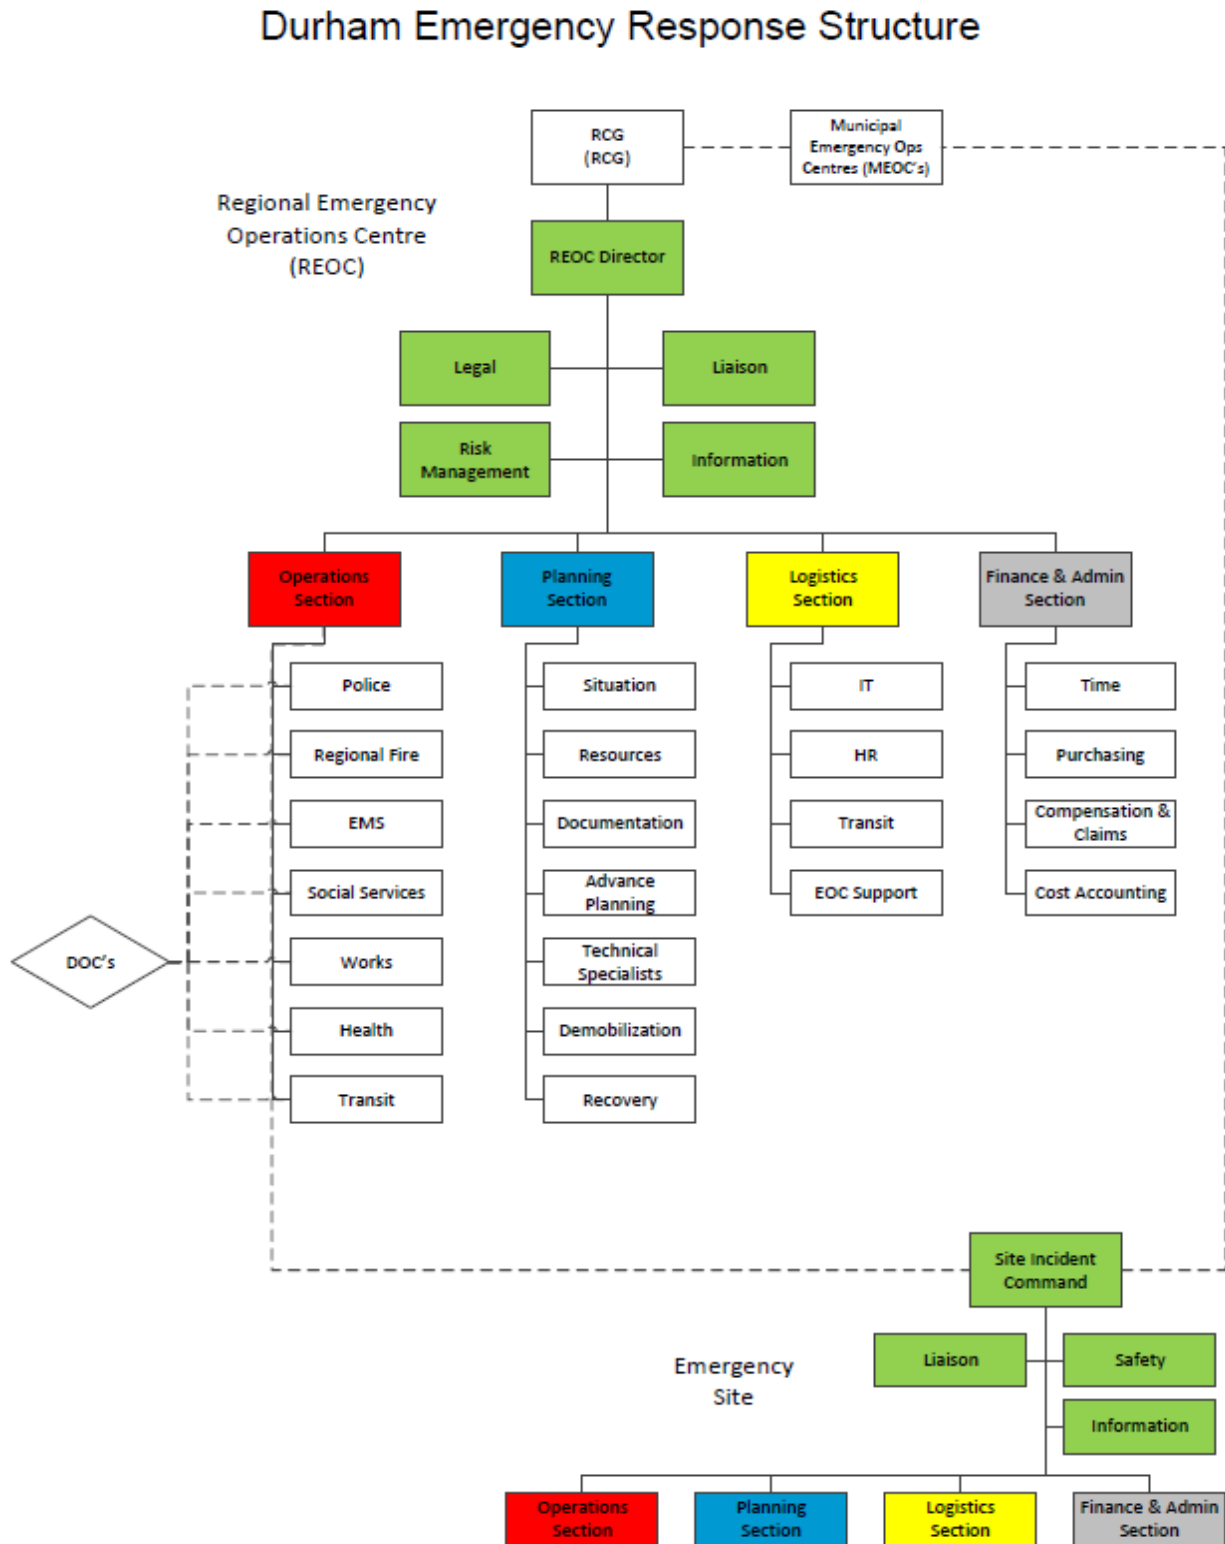 Durham Emergency Response Structure
RCG
(RCG)
Municipal
Emergency Ops
Centres (MEOC's)
Regional Emergency
Operations Centre
(REOC)
REOC Director
Legal
Liaison
Risk
Management
Information
Operations
Section
Planning
Section
Logistics
Section
Finance & Admin
Section
Police
Situation
IT
Time
Regional Fire
Resources
HR
Purchasing
EMS
Documentation
Transit
Compensation &
Claims
Social Services
Advance
Planning
EOC Support
Cost Accounting
DOC's
Works
Technical
Specialists
Health
Demobilization
Transit
Recovery
Site Incident
Command
Emergency
Site
Liaison
Safety
Information
Operations
Section
Planning
Section
Logistics
Section
Finance & Admin
Section